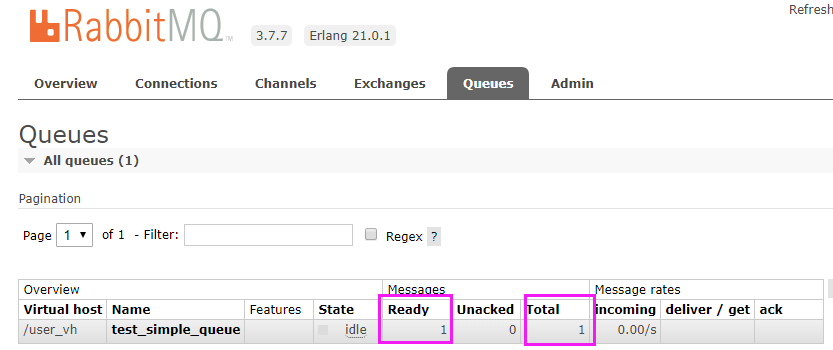 Refresh
RabbitMQ TM 3.7.7 Erlang 21.0.1
Overview Connections Channels Exchanges Queues Admin
Queues
All queues (1)
Pagination
Page 1 of 1 - Filter: Regex ?
Overview Messages Message rates
Virtual host Name Features State Ready Unacked Total incoming deliver / get ack
/user_vh test_simple_queue idle 1 0 1 0.00/s